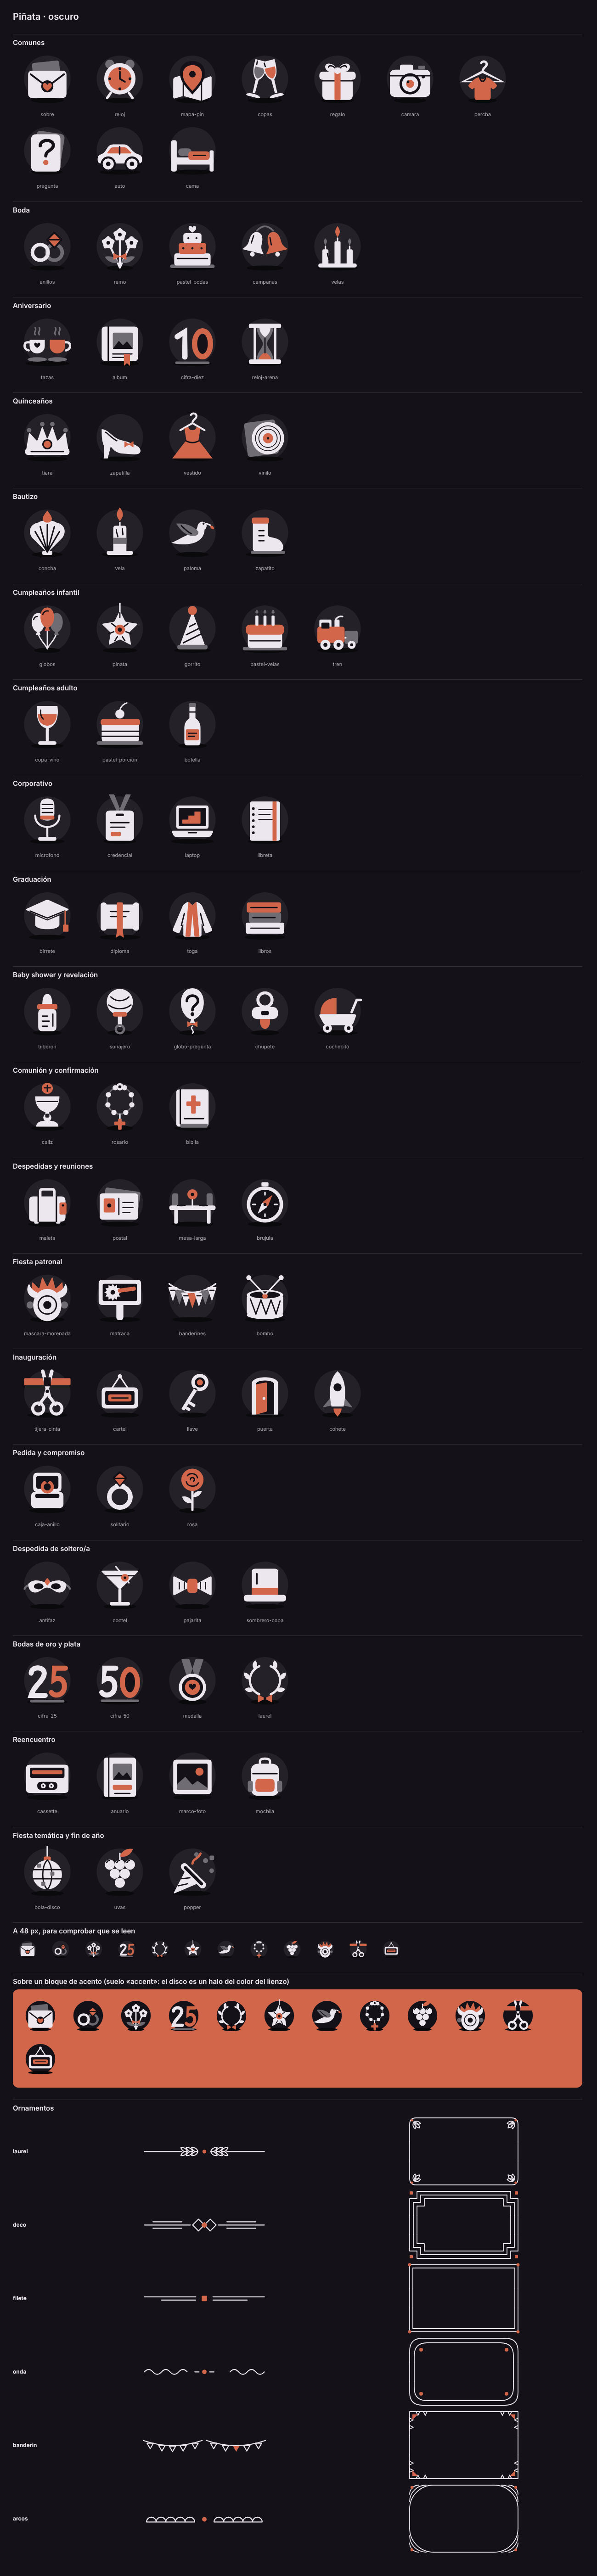 Piñata · oscuro
Comunes
sobre reloj mapa-pin copas regalo camara percha
?
pregunta auto cama
Boda
anillos ramo pastel-bodas campanas velas
Aniversario
10
tazas album cifra-diez reloj-arena
Quinceaños
tiara zapatilla vestido vinilo
Bautizo
concha vela paloma zapatito
Cumpleaños infantil
globos pinata gorrito pastel-velas tren
Cumpleaños adulto
copa-vino pastel-porcion botella
Corporativo
microfono credencial laptop libreta
Graduación
birrete diploma toga libros
Baby shower y revelación
?
biberon sonajero globo-pregunta chupete cochecito
Comunión y confirmación
caliz rosario biblia
Despedidas y reuniones
maleta postal mesa-larga brujula
Fiesta patronal
mascara-morenada matraca banderines bombo
Inauguración
tijera-cinta cartel llave puerta cohete
Pedida y compromiso
caja-anillo solitario rosa
Despedida de soltero/a
antifaz coctel pajarita sombrero-copa
Bodas de oro y plata
25 50
cifra-25 cifra-50 medalla laurel
Reencuentro
cassette anuario marco-foto mochila
Fiesta temática y fin de año
bola-disco uvas popper
A 48 px, para comprobar que se leen
25
Sobre un bloque de acento (suelo «accent»: el disco es un halo del color del lienzo)
25
Ornamentos
laurel
deco
filete
onda
banderin
arcos